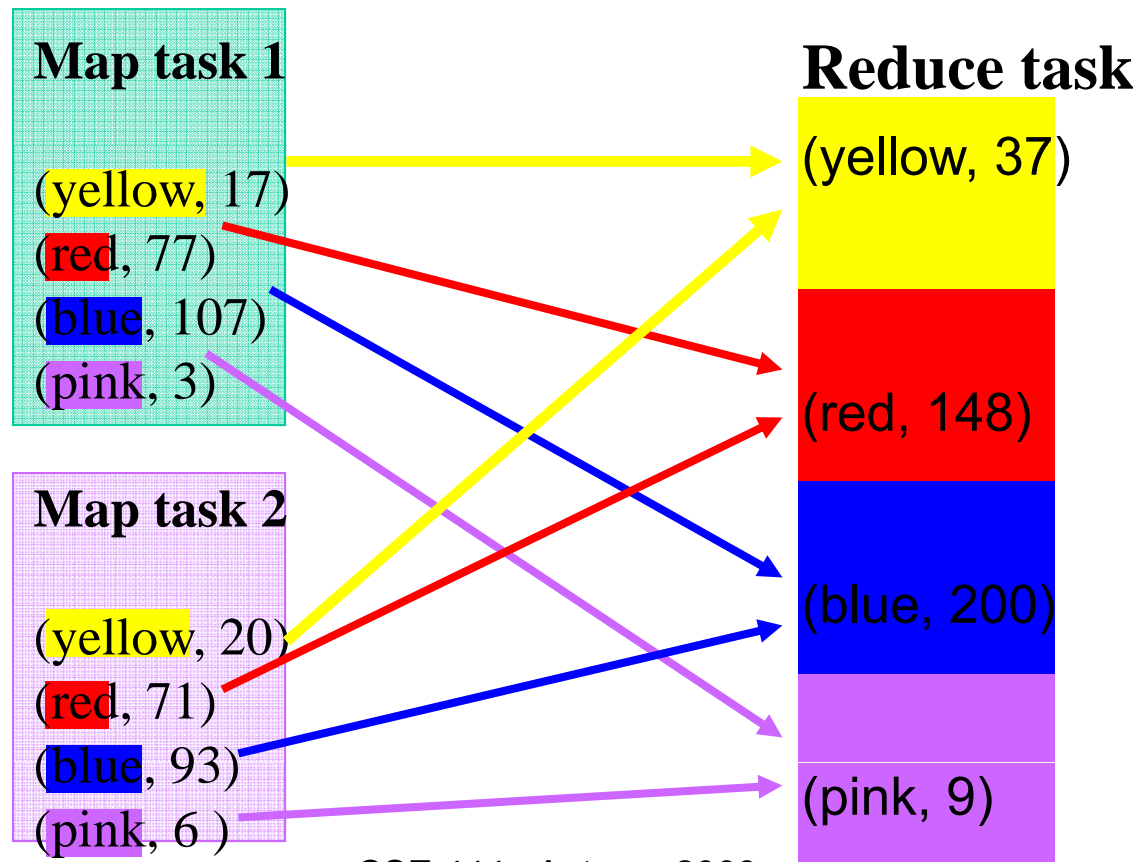 Map task 1
(yellow, 17)
(red, 77)
(blue, 107)
(pink, 3)
Map task 2
(yellow, 20)
(red, 71)
(blue, 93)
(pink, 6 )
Reduce task
(yellow, 37)
(red, 148)
(blue, 200)
(pink, 9)